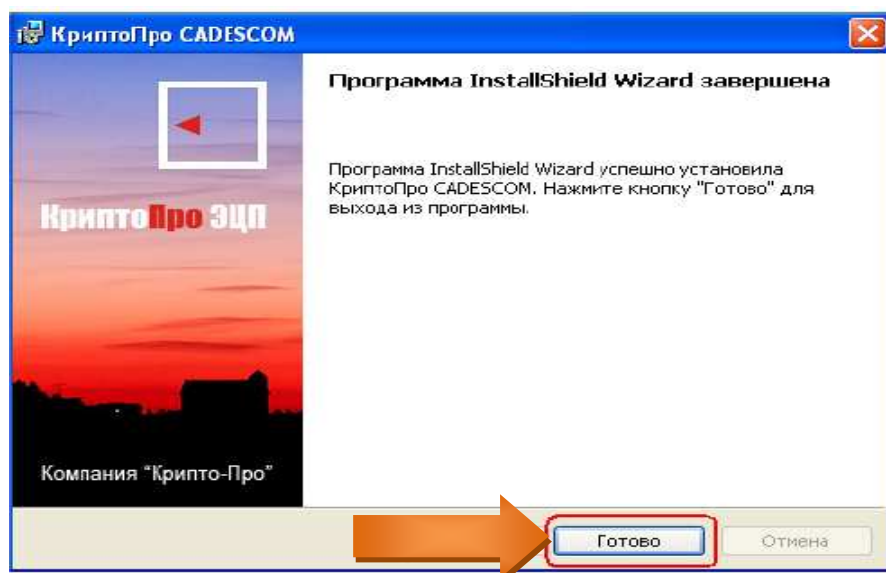 КриптоПро CADESCOM
Программа InstallShield Wizard завершена
Программа InstallShield Wizard успешно установила
КриптоПро CADESCOM. Нажмите кнопку "Готово" для
выхода из программы.
КриптоПро ЭЦП
Компания "Крипто-Про"
Готово
Отмена